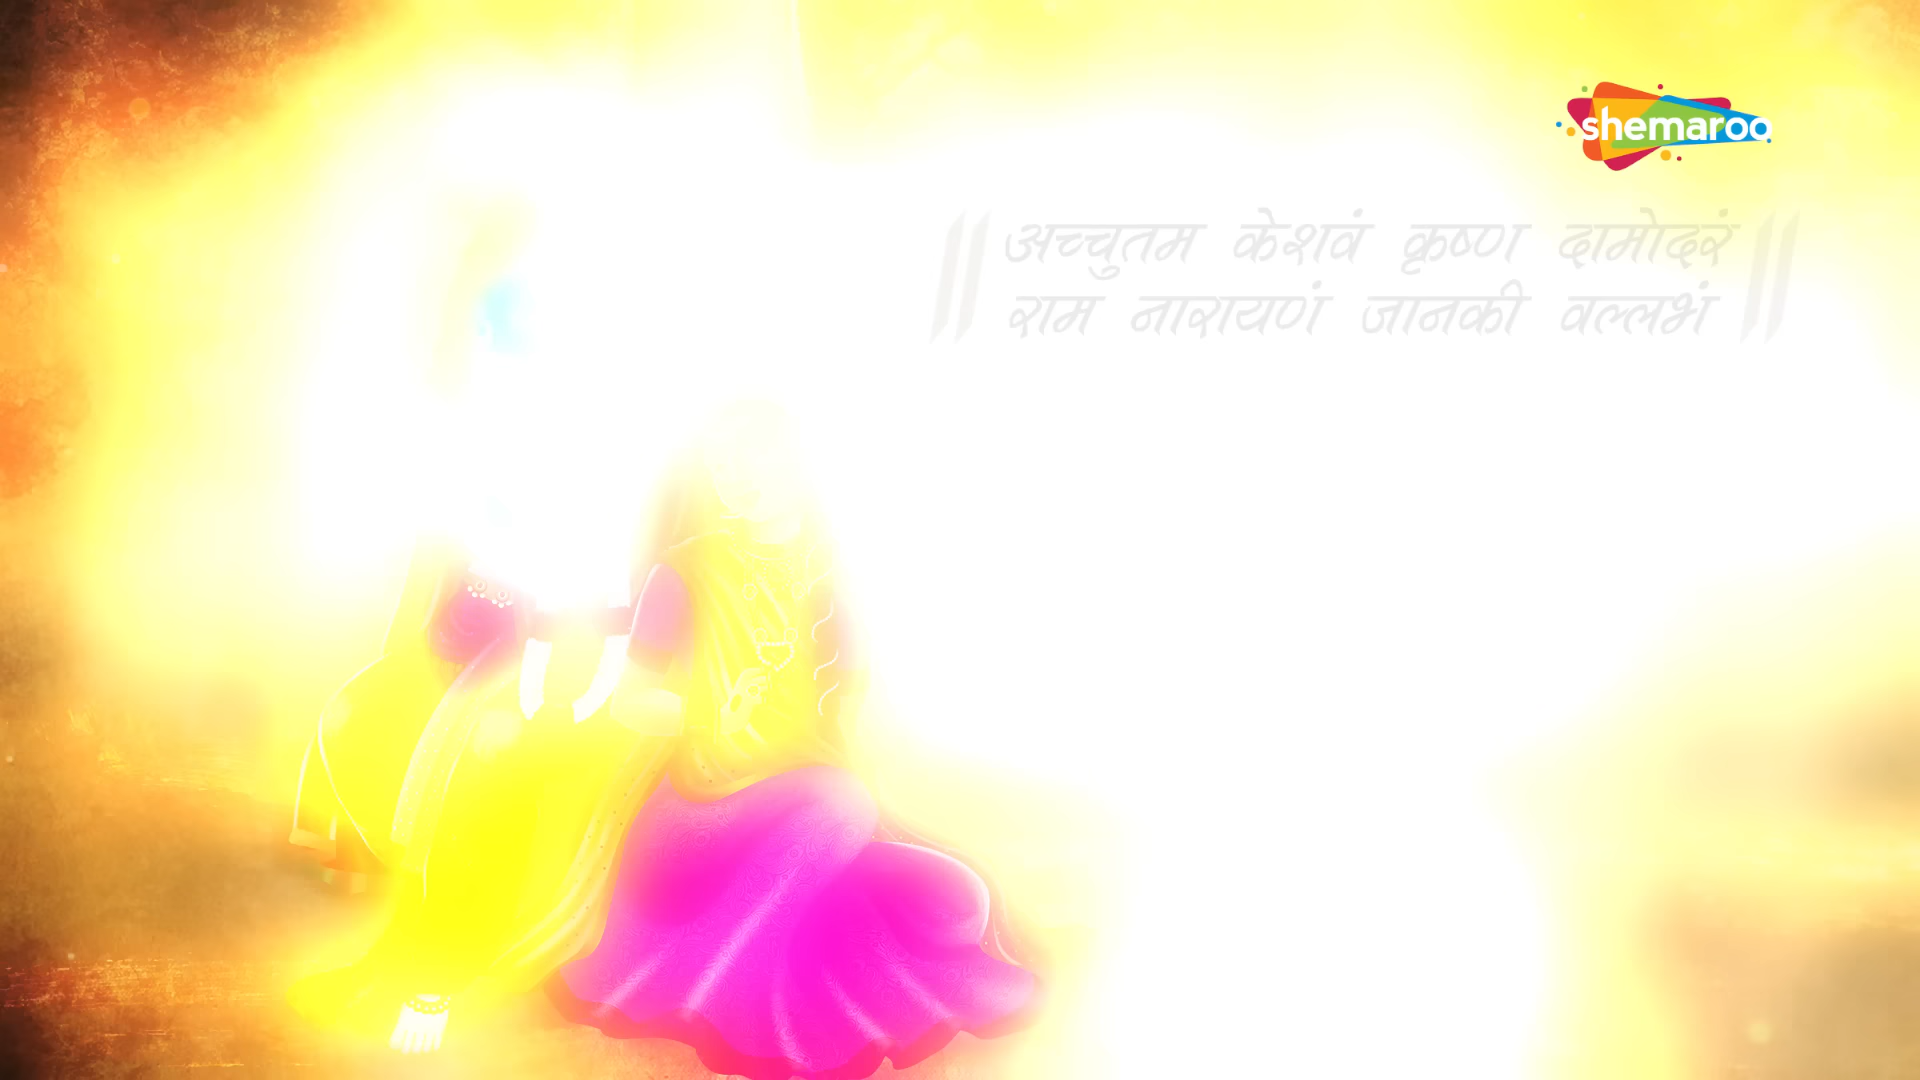 shemaroo
|| अच्चुतम केशवं कृष्ण दामोदरं
राम नारायणं जानकी वल्लभं ||